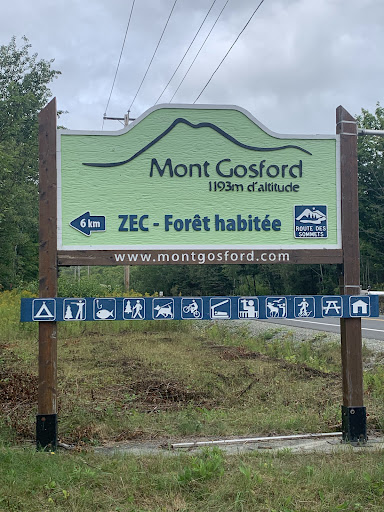 Mont Gosford
1193m d'altitude
6 km
ZEC - Forêt habitée
ROUTE DES
SOMMETS
www.montgosford.com